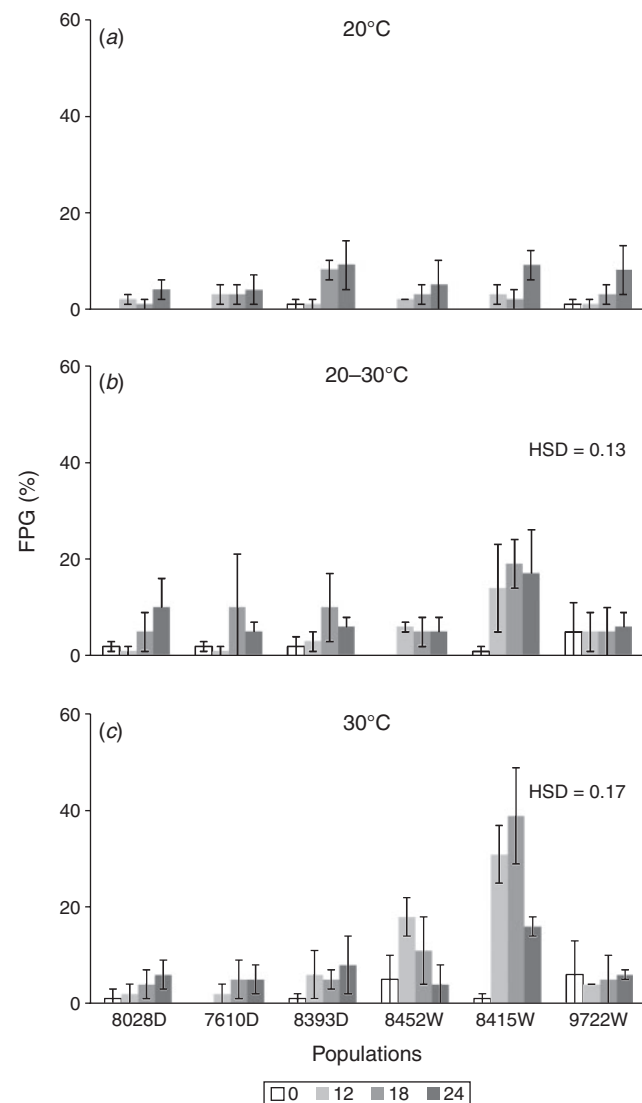 60
(a)
20°C
40
20
0
60
(b)
20–30°C
HSD = 0.13
40
20
0
FPG (%)
60
(c)
30°C
HSD = 0.17
40
20
0
8028D 7610D 8393D 8452W 8415W 9722W
Populations
0 12 18 24